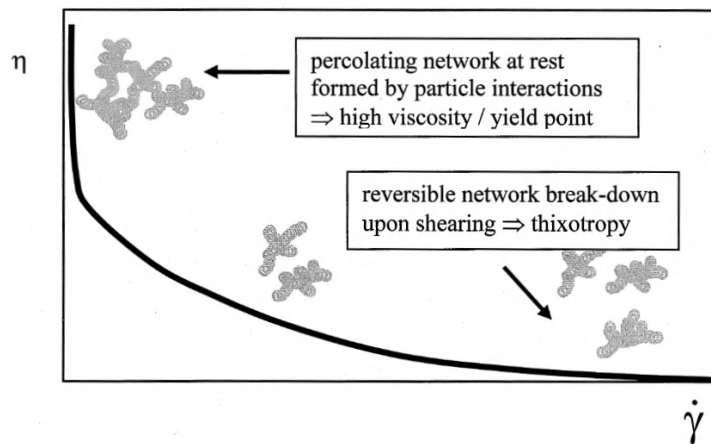 η
percolating network at rest
formed by particle interactions
⇒ high viscosity / yield point
reversible network break-down
upon shearing ⇒ thixotropy
γ̇